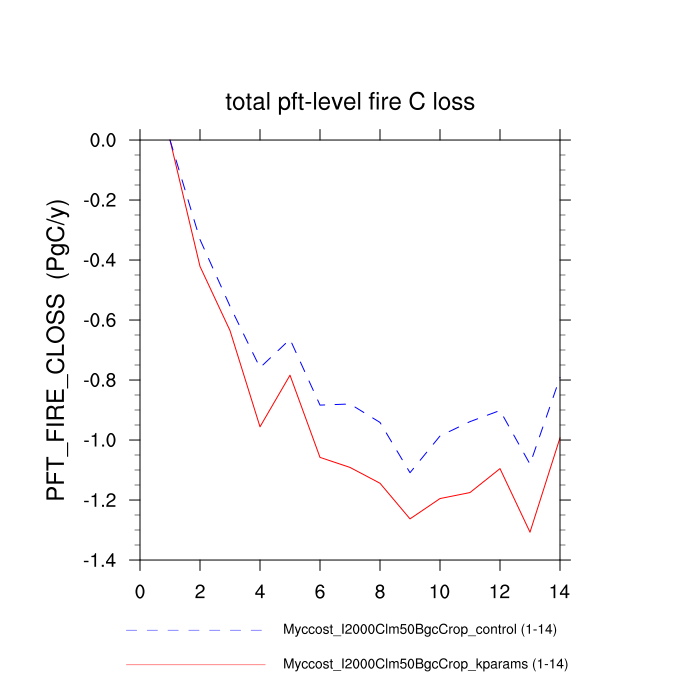 total pft-level fire C loss
PFT_FIRE_CLOSS (PgC/y)
0.0
-0.2
-0.4
-0.6
-0.8
-1.0
-1.2
-1.4
0 2 4 6 8 10 12 14
Myccost_I2000Clm50BgcCrop_control (1-14)
Myccost_I2000Clm50BgcCrop_kparams (1-14)